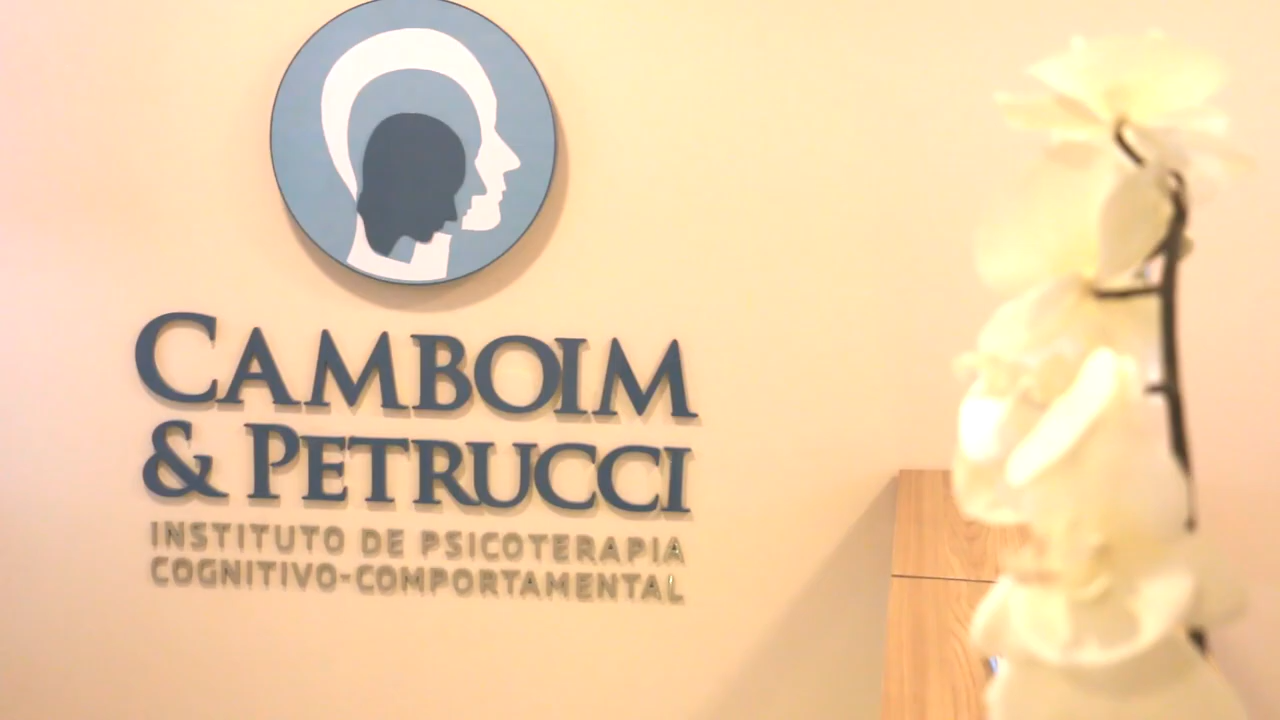 CAMBOIM
& PETRUCCI
INSTITUTO DE PSICOTERAPIA
COGNITIVO-COMPORTAMENTAL